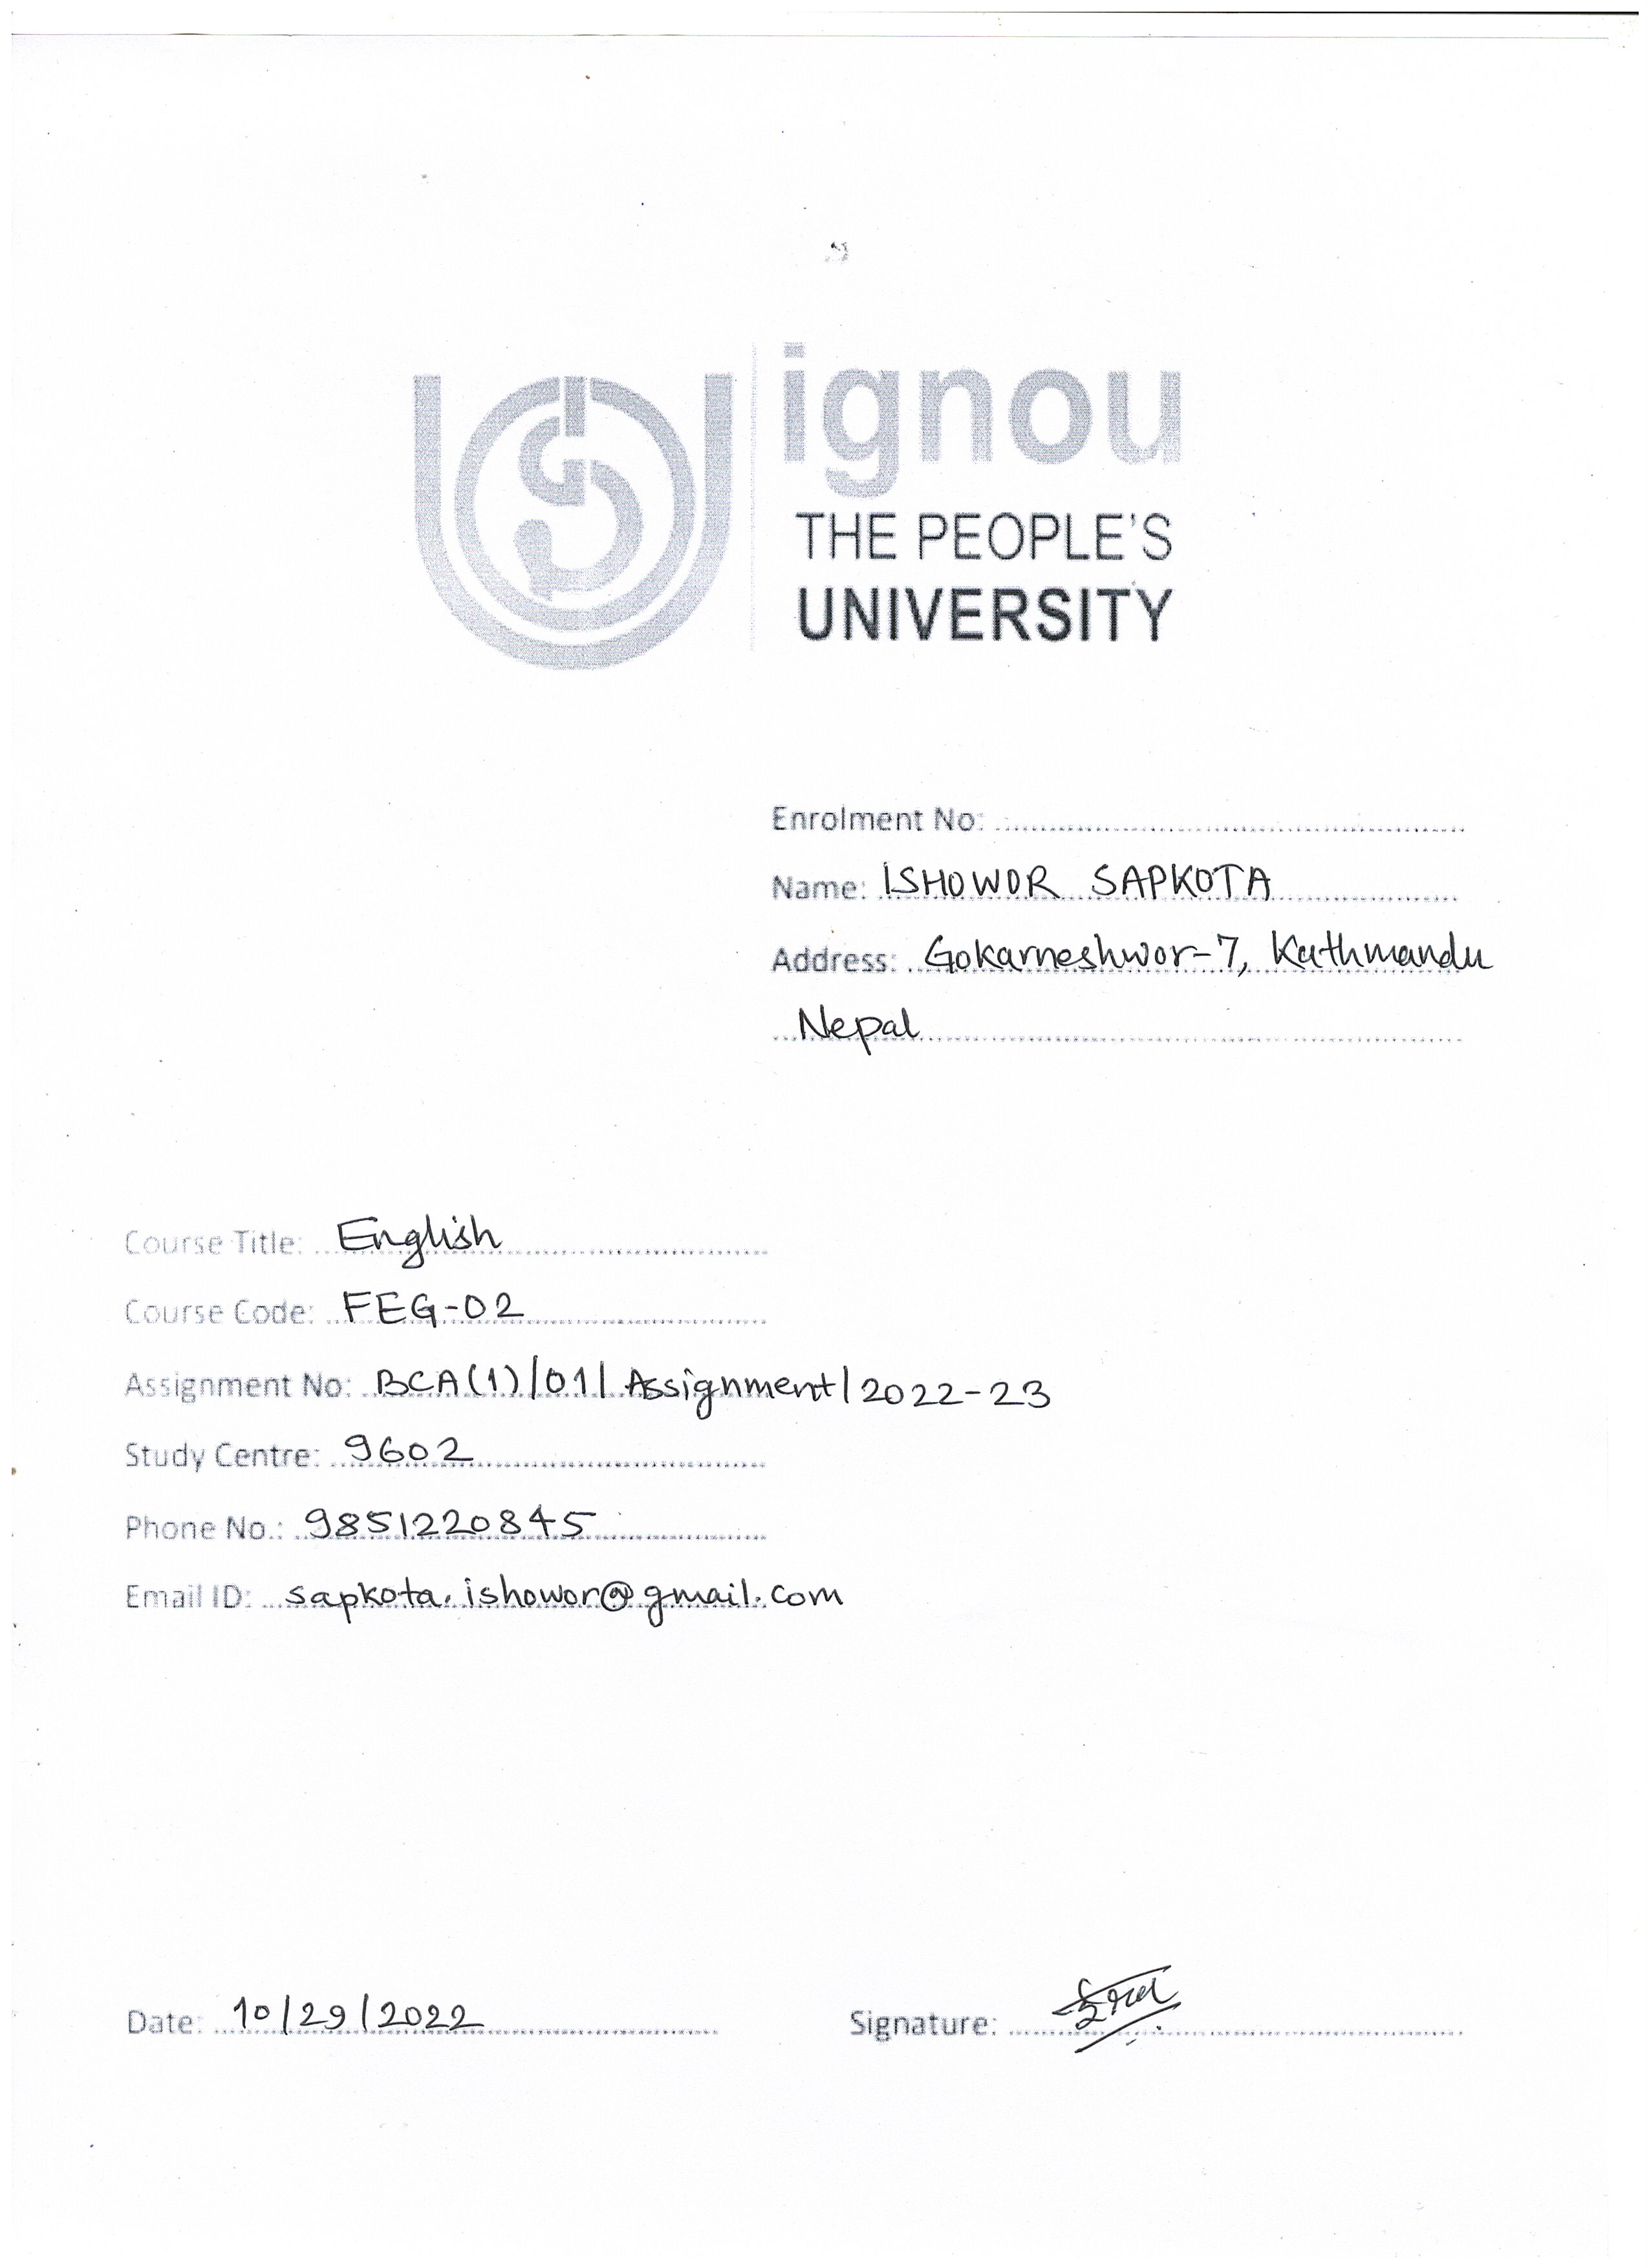 ignou
THE PEOPLE'S
UNIVERSITY
Enrolment No: ..........
Name: ISHOWOR SAPKOTA
Address: Gokarneshwor-7, Kathmandu
Nepal
Course Title: English
Course Code: FEG-02
Assignment No: BCA(1)/01/Assignment/2022-23
Study Centre: 9602
Phone No.: 9851220845
Email ID: sapkota.ishowor@gmail.com
Date: 10/29/2022 Signature: